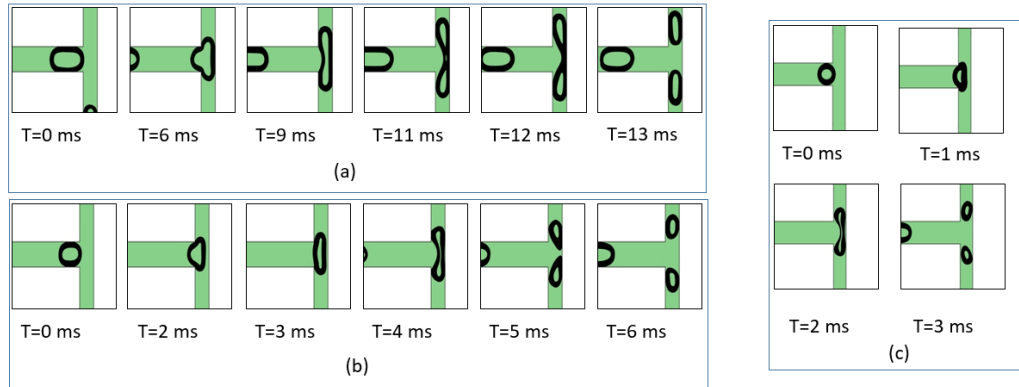 T=0 ms T=6 ms T=9 ms T=11 ms T=12 ms T=13 ms
(a)
T=0 ms T=2 ms T=3 ms T=4 ms T=5 ms T=6 ms
(b)
T=0 ms T=1 ms
T=2 ms T=3 ms
(c)